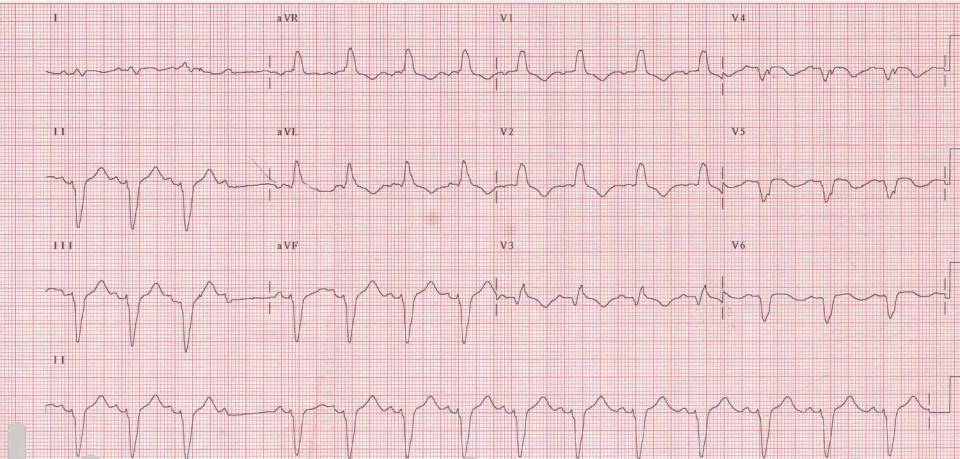 I aVR V1 V4
II aVL V2 V5
III aVF V3 V6
II